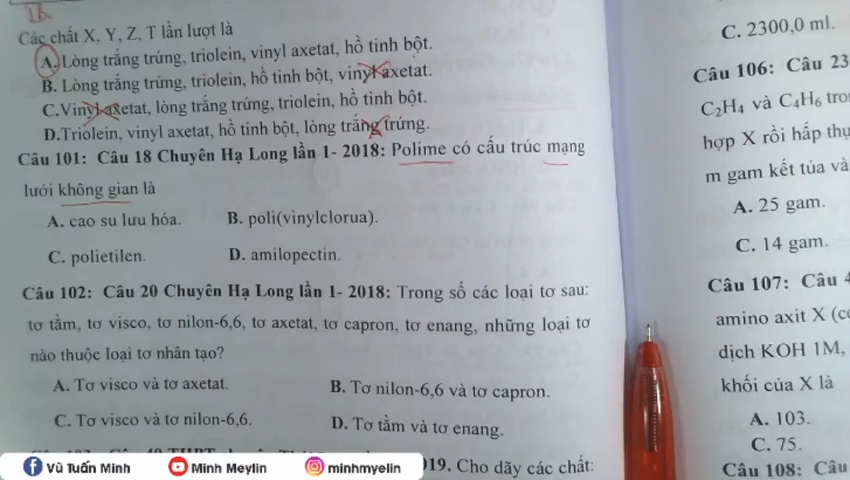 1b.
Các chất X, Y, Z, T lần lượt là
A. Lòng trắng trứng, triolein, vinyl axetat, hồ tinh bột.
B. Lòng trắng trứng, triolein, hồ tinh bột, vinyl axetat.
C.Vinyl axetat, lòng trắng trứng, triolein, hồ tinh bột.
D.Triolein, vinyl axetat, hồ tinh bột, lòng trắng trứng.
Câu 101: Câu 18 Chuyên Hạ Long lần 1- 2018: Polime có cấu trúc mạng
lưới không gian là
A. cao su lưu hóa. B. poli(vinylclorua).
C. polietilen. D. amilopectin.
Câu 102: Câu 20 Chuyên Hạ Long lần 1- 2018: Trong số các loại tơ sau:
tơ tằm, tơ visco, tơ nilon-6,6, tơ axetat, tơ capron, tơ enang, những loại tơ
nào thuộc loại tơ nhân tạo?
A. Tơ visco và tơ axetat. B. Tơ nilon-6,6 và tơ capron.
C. Tơ visco và tơ nilon-6,6. D. Tơ tằm và tơ enang.
019. Cho dãy các chất:
C. 2300,0 ml.
Câu 106: Câu 23
C₂H₄ và C₄H₆ tro
hợp X rồi hấp thụ
m gam kết tủa và
A. 25 gam.
C. 14 gam.
Câu 107: Câu 4
amino axit X (c
dịch KOH 1M,
khối của X là
A. 103.
C. 75.
Câu 108: Câu
Vũ Tuấn Minh Minh Meylin minhmyelin